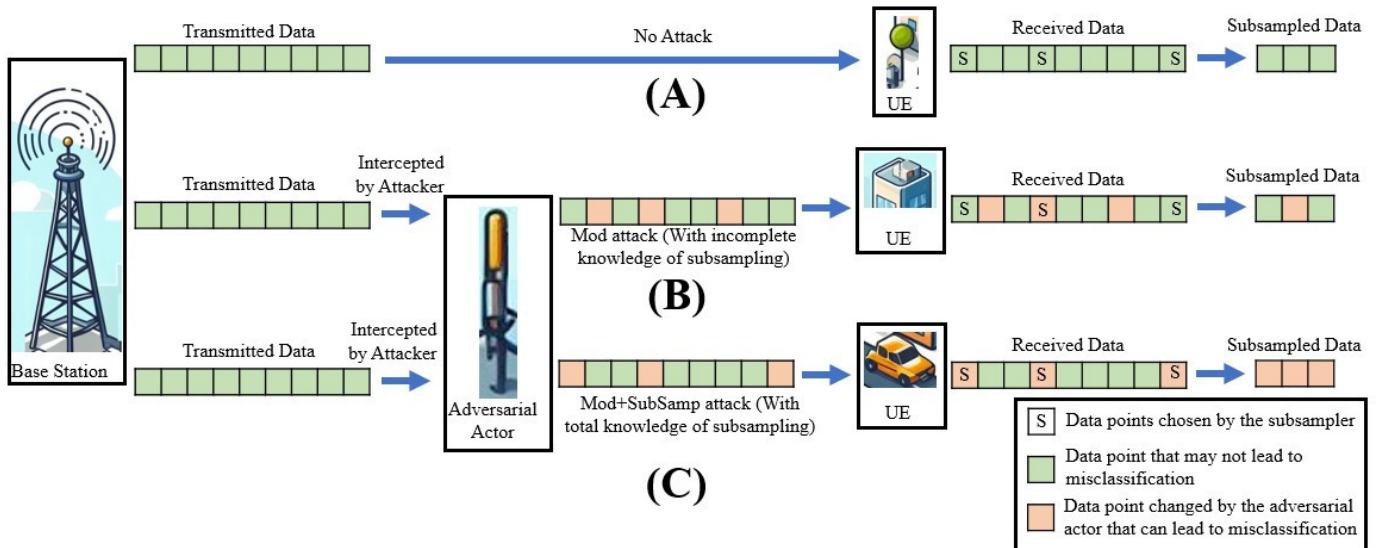 Transmitted Data
No Attack
(A)
UE
Received Data
S S S
Subsampled Data
Base Station
Transmitted Data
Intercepted
by Attacker
Mod attack (With incomplete
knowledge of subsampling)
(B)
UE
Received Data
S S S
Subsampled Data
Transmitted Data
Intercepted
by Attacker
Adversarial
Actor
Mod+SubSamp attack (With
total knowledge of subsampling)
(C)
UE
Received Data
S S S
Subsampled Data
S Data points chosen by the subsampler
Data point that may not lead to
misclassification
Data point changed by the adversarial
actor that can lead to misclassification